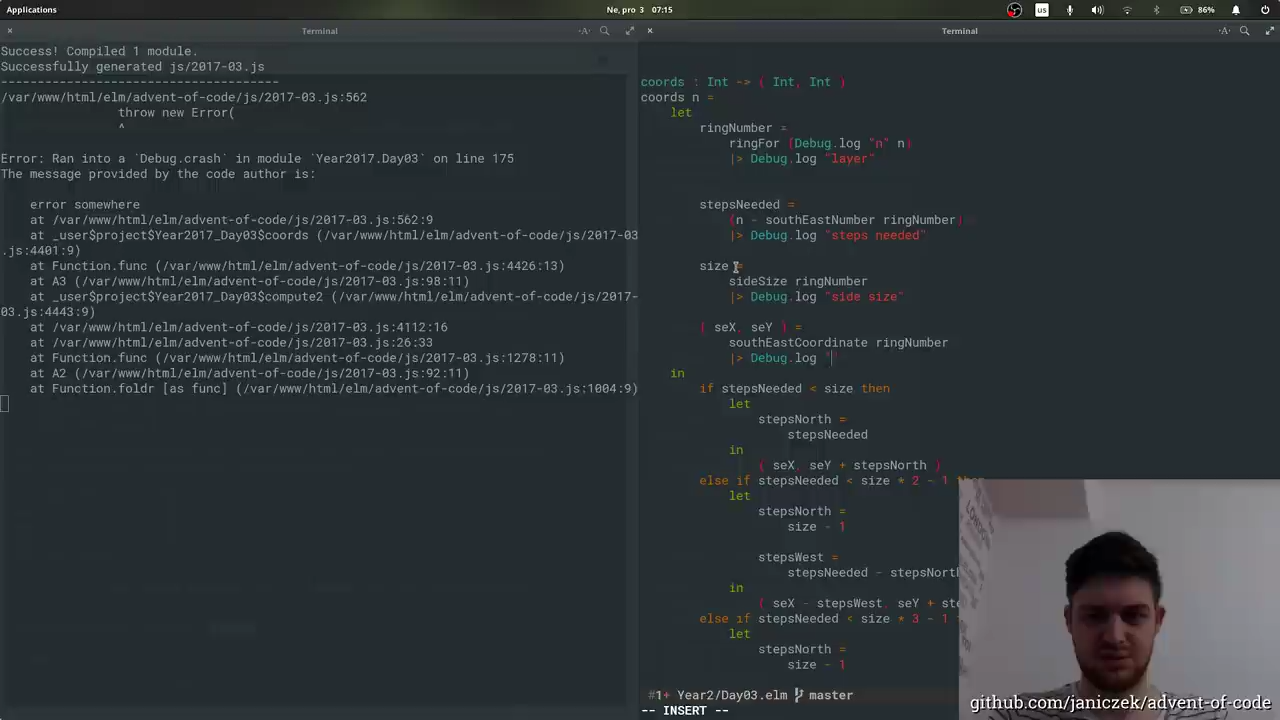 Applications
Ne, pro 3 07:15
us
86%
Terminal
Success! Compiled 1 module.
Successfully generated js/2017-03.js
--------------------------------------
/var/www/html/elm/advent-of-code/js/2017-03.js:562
throw new Error(
^
Error: Ran into a `Debug.crash` in module `Year2017.Day03` on line 175
The message provided by the code author is:
error somewhere
at /var/www/html/elm/advent-of-code/js/2017-03.js:562:9
at _user$project$Year2017_Day03$coords (/var/www/html/elm/advent-of-code/js/2017-03
.js:4401:9)
at Function.func (/var/www/html/elm/advent-of-code/js/2017-03.js:4426:13)
at A3 (/var/www/html/elm/advent-of-code/js/2017-03.js:98:11)
at _user$project$Year2017_Day03$compute2 (/var/www/html/elm/advent-of-code/js/2017-
03.js:4443:9)
at /var/www/html/elm/advent-of-code/js/2017-03.js:4112:16
at /var/www/html/elm/advent-of-code/js/2017-03.js:26:33
at Function.func (/var/www/html/elm/advent-of-code/js/2017-03.js:1278:11)
at A2 (/var/www/html/elm/advent-of-code/js/2017-03.js:92:11)
at Function.foldr [as func] (/var/www/html/elm/advent-of-code/js/2017-03.js:1004:9)
Terminal
coords : Int -> ( Int, Int )
coords n =
let
ringNumber =
ringFor (Debug.log "n" n)
|> Debug.log "layer"
stepsNeeded =
(n - southEastNumber ringNumber)
|> Debug.log "steps needed"
size =
sideSize ringNumber
|> Debug.log "side size"
( seX, seY ) =
southEastCoordinate ringNumber
|> Debug.log "
in
if stepsNeeded < size then
let
stepsNorth =
stepsNeeded
in
( seX, seY + stepsNorth )
else if stepsNeeded < size * 2 - 1 then
let
stepsNorth =
size - 1
stepsWest =
stepsNeeded - stepsNorth
in
( seX - stepsWest, seY +
else if stepsNeeded < size * 3 - 1
let
stepsNorth =
size - 1
#1+ Year2/Day03.elm master
-- INSERT --
github.com/janiczek/advent-of-code